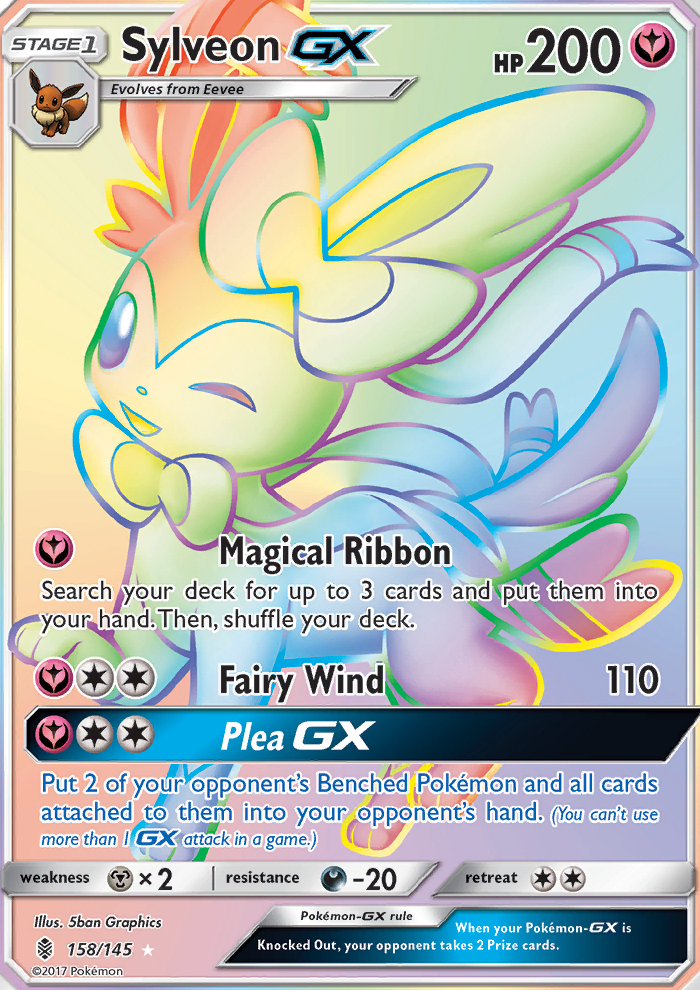 STAGE1 Sylveon GX HP200
Evolves from Eevee
Magical Ribbon
Search your deck for up to 3 cards and put them into
your hand. Then, shuffle your deck.
Fairy Wind 110
Plea GX
Put 2 of your opponent's Benched Pokémon and all cards
attached to them into your opponent's hand. (You can't use
more than 1 GX attack in a game.)
weakness ×2 resistance -20 retreat
Illus. 5ban Graphics
158/145
©2017 Pokémon
Pokémon-GX rule
When your Pokémon-GX is
Knocked Out, your opponent takes 2 Prize cards.